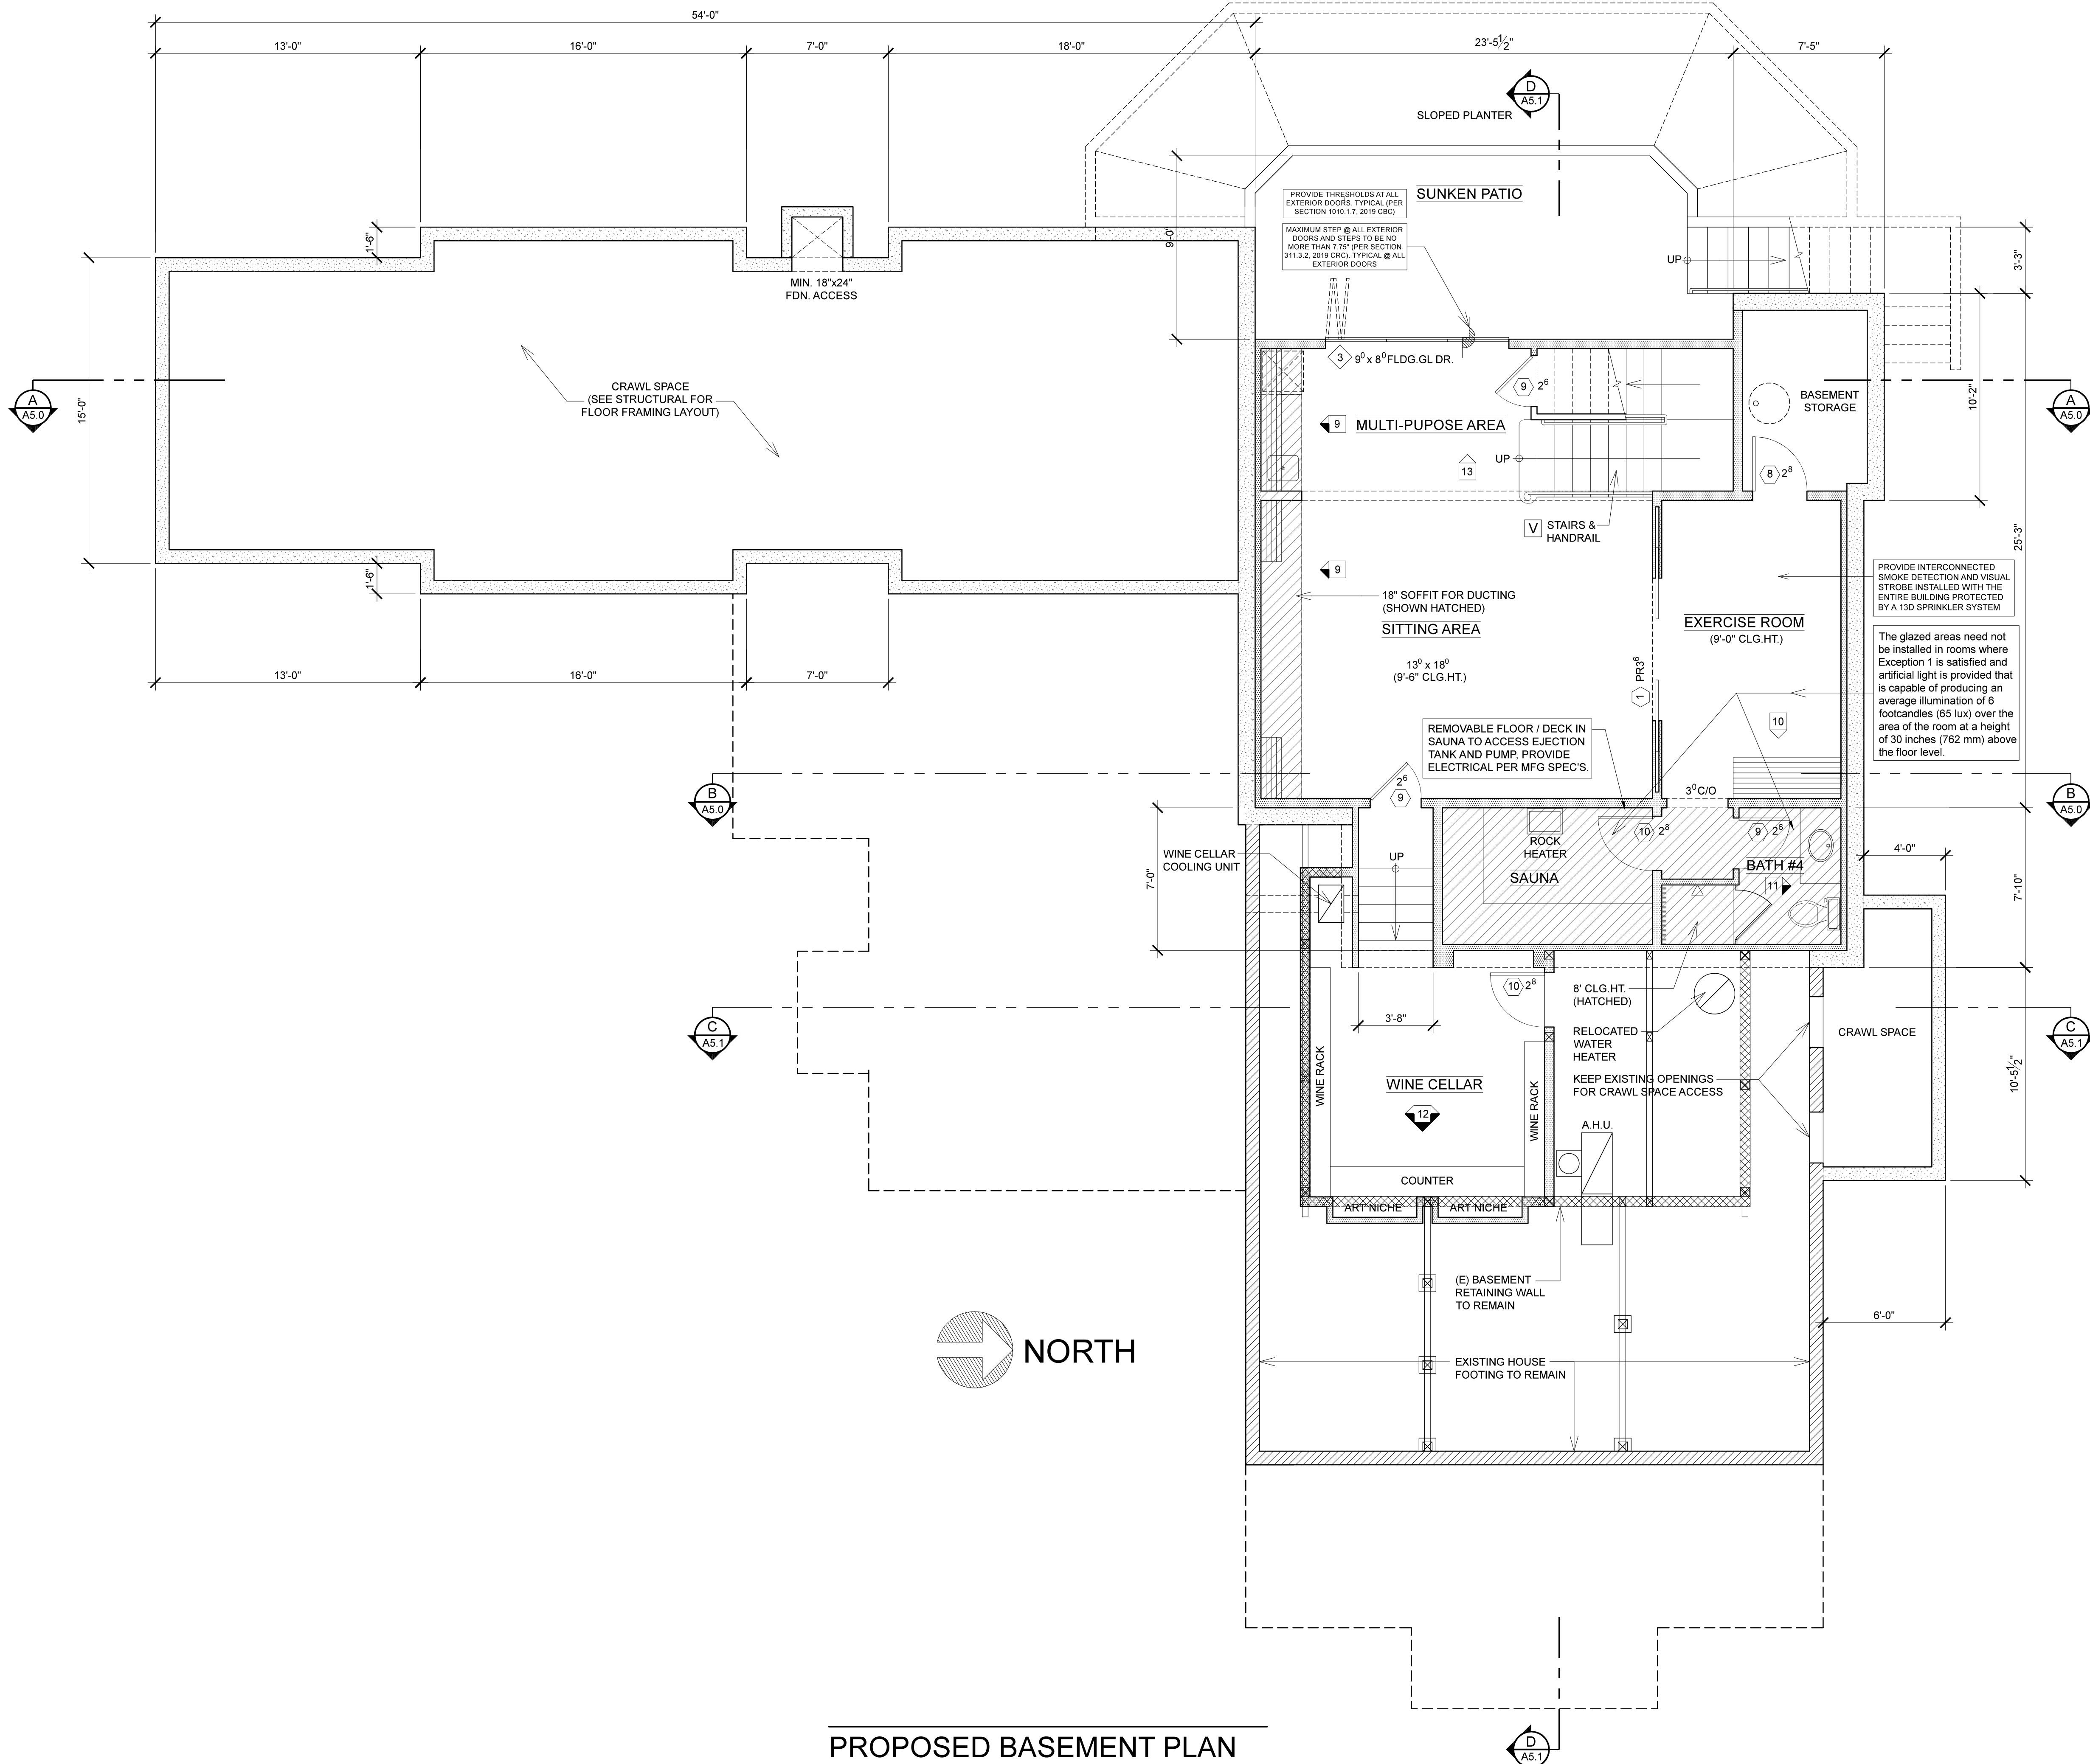 54'-0"
13'-0"
16'-0"
7'-0"
18'-0"
23'-5 1/2"
7'-5"
D
A5.1
SLOPED PLANTER
SUNKEN PATIO
PROVIDE THRESHOLDS AT ALL
EXTERIOR DOORS, TYPICAL (PER
SECTION 1010.1.7, 2019 CBC)
MAXIMUM STEP @ ALL EXTERIOR
DOORS AND STEPS TO BE NO
MORE THAN 7.75" (PER SECTION
311.3.2, 2019 CRC). TYPICAL @ ALL
EXTERIOR DOORS
1'-6"
9'-0"
UP
3'-3"
MIN. 18"x24"
FDN. ACCESS
3
9⁰ x 8⁰ FLDG.GL DR.
9
2⁶
CRAWL SPACE
(SEE STRUCTURAL FOR
FLOOR FRAMING LAYOUT)
A
A5.0
15'-0"
BASEMENT
STORAGE
10'-2"
A
A5.0
9
MULTI-PUPOSE AREA
13
UP
8
2⁸
V
STAIRS &
HANDRAIL
25'-3"
9
1'-6"
18" SOFFIT FOR DUCTING
(SHOWN HATCHED)
SITTING AREA
13⁰ x 18⁰
(9'-6" CLG.HT.)
EXERCISE ROOM
(9'-0" CLG.HT.)
PROVIDE INTERCONNECTED
SMOKE DETECTION AND VISUAL
STROBE INSTALLED WITH THE
ENTIRE BUILDING PROTECTED
BY A 13D SPRINKLER SYSTEM
The glazed areas need not
be installed in rooms where
Exception 1 is satisfied and
artificial light is provided that
is capable of producing an
average illumination of 6
footcandles (65 lux) over the
area of the room at a height
of 30 inches (762 mm) above
the floor level.
13'-0"
16'-0"
7'-0"
1
PR3⁶
10
REMOVABLE FLOOR / DECK IN
SAUNA TO ACCESS EJECTION
TANK AND PUMP, PROVIDE
ELECTRICAL PER MFG SPEC'S.
B
A5.0
2⁶
9
3⁰C/O
B
A5.0
7'-0"
WINE CELLAR
COOLING UNIT
UP
ROCK
HEATER
SAUNA
10
2⁸
9
2⁶
BATH #4
11
4'-0"
7'-10"
C
A5.1
10
2⁸
3'-8"
8' CLG.HT.
(HATCHED)
RELOCATED
WATER
HEATER
KEEP EXISTING OPENINGS
FOR CRAWL SPACE ACCESS
CRAWL SPACE
C
A5.1
10'-5 1/2"
WINE RACK
WINE CELLAR
12
WINE RACK
A.H.U.
COUNTER
ART NICHE
ART NICHE
(E) BASEMENT
RETAINING WALL
TO REMAIN
6'-0"
NORTH
EXISTING HOUSE
FOOTING TO REMAIN
PROPOSED BASEMENT PLAN
D
A5.1